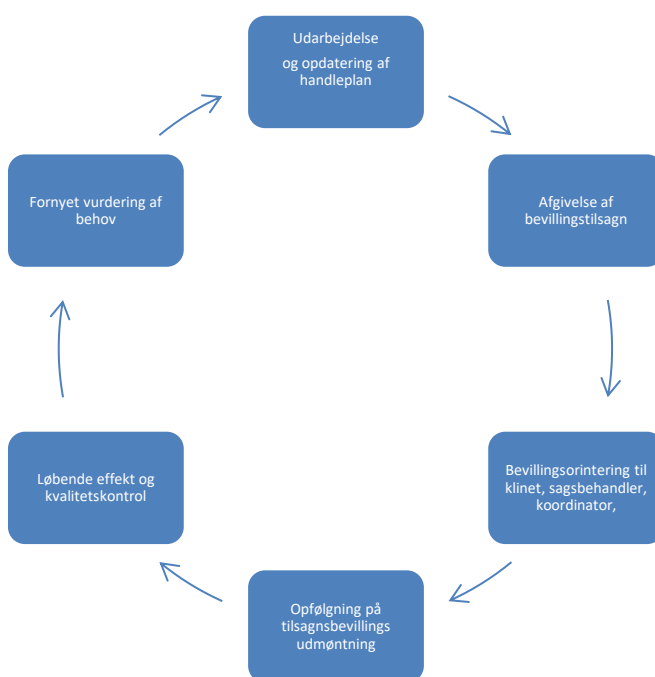 Udarbejdelse
og opdatering af
handleplan
Afgivelse af
bevillingstilsagn
Bevillingsorintering til
klinet, sagsbehandler,
koordinator,
Opfølgning på
tilsagnsbevillings
udmøntning
Løbende effekt og
kvalitetskontrol
Fornyet vurdering af
behov